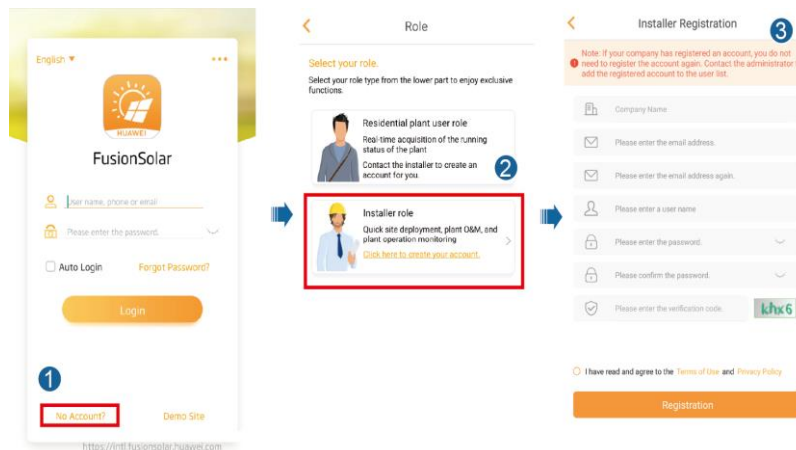 English ▼
HUAWEI
FusionSolar
User name, phone or email
Please enter the password.
Auto Login
Forgot Password?
Login
1
No Account?
Demo Site
https://intl.fusionsolar.huawei.com
Role
Select your role.
Select your role type from the lower part to enjoy exclusive
functions.
Residential plant user role
Real-time acquisition of the running
status of the plant
Contact the installer to create an
account for you.
2
Installer role
Quick site deployment, plant O&M, and
plant operation monitoring
Click here to create your account.
Installer Registration
3
Note: If your company has registered an account, you do not
need to register the account again. Contact the administrator
add the registered account to the user list.
Company Name
Please enter the email address.
Please enter the email address again.
Please enter a user name
Please enter the password.
Please confirm the password.
Please enter the verification code.
khx6
I have read and agree to the Terms of Use and Privacy Policy
Registration